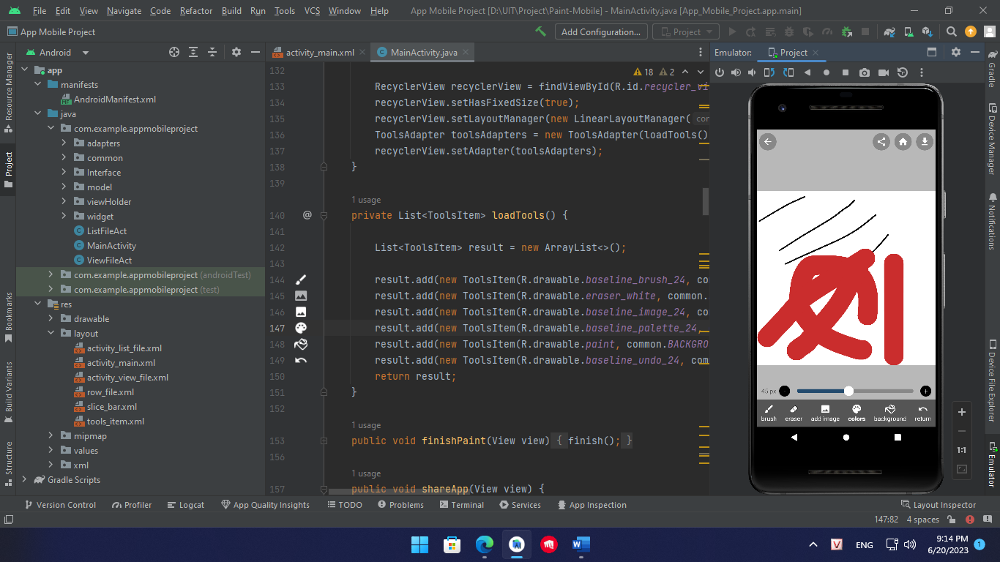 File Edit View Navigate Code Refactor Build Run Tools VCS Window Help App Mobile Project [D:\UIT\Project\Paint-Mobile] - MainActivity.java [App_Mobile_Project.app.main]
App Mobile Project Add Configuration... Project
Android activity_main.xml MainActivity.java Emulator: Project
Resource Manager
Project
Bookmarks
Build Variants
Structure
app
manifests
AndroidManifest.xml
java
com.example.appmobileproject
adapters
common
Interface
model
viewHolder
widget
ListFileAct
MainActivity
ViewFileAct
com.example.appmobileproject (androidTest)
com.example.appmobileproject (test)
res
drawable
layout
activity_list_file.xml
activity_main.xml
activity_view_file.xml
row_file.xml
slice_bar.xml
tools_item.xml
mipmap
values
xml
Gradle Scripts
18 2
132
133 RecyclerView recyclerView = findViewById(R.id.recycler_vi
134 recyclerView.setHasFixedSize(true);
135 recyclerView.setLayoutManager(new LinearLayoutManager( con
136 ToolsAdapter toolsAdapters = new ToolsAdapter(loadTools()
137 recyclerView.setAdapter(toolsAdapters);
138 }
139
1 usage
140 @ private List<ToolsItem> loadTools() {
141
142 List<ToolsItem> result = new ArrayList<>();
143
144 result.add(new ToolsItem(R.drawable.baseline_brush_24, co
145 result.add(new ToolsItem(R.drawable.eraser_white, common.
146 result.add(new ToolsItem(R.drawable.baseline_image_24, co
147 result.add(new ToolsItem(R.drawable.baseline_palette_24,
148 result.add(new ToolsItem(R.drawable.paint, common.BACKGRO
149 result.add(new ToolsItem(R.drawable.baseline_undo_24, com
150 return result;
151 }
152
1 usage
153 public void finishPaint(View view) { finish(); }
156
1 usage
157 public void shareApp(View view) {
45 px - +
brush eraser add image colors background return
1:1
Gradle
Device Manager
Notifications
Device File Explorer
Emulator
Version Control Profiler Logcat App Quality Insights TODO Problems Terminal Services App Inspection Layout Inspector
147:82 4 spaces
ENG 9:14 PM 1
6/20/2023